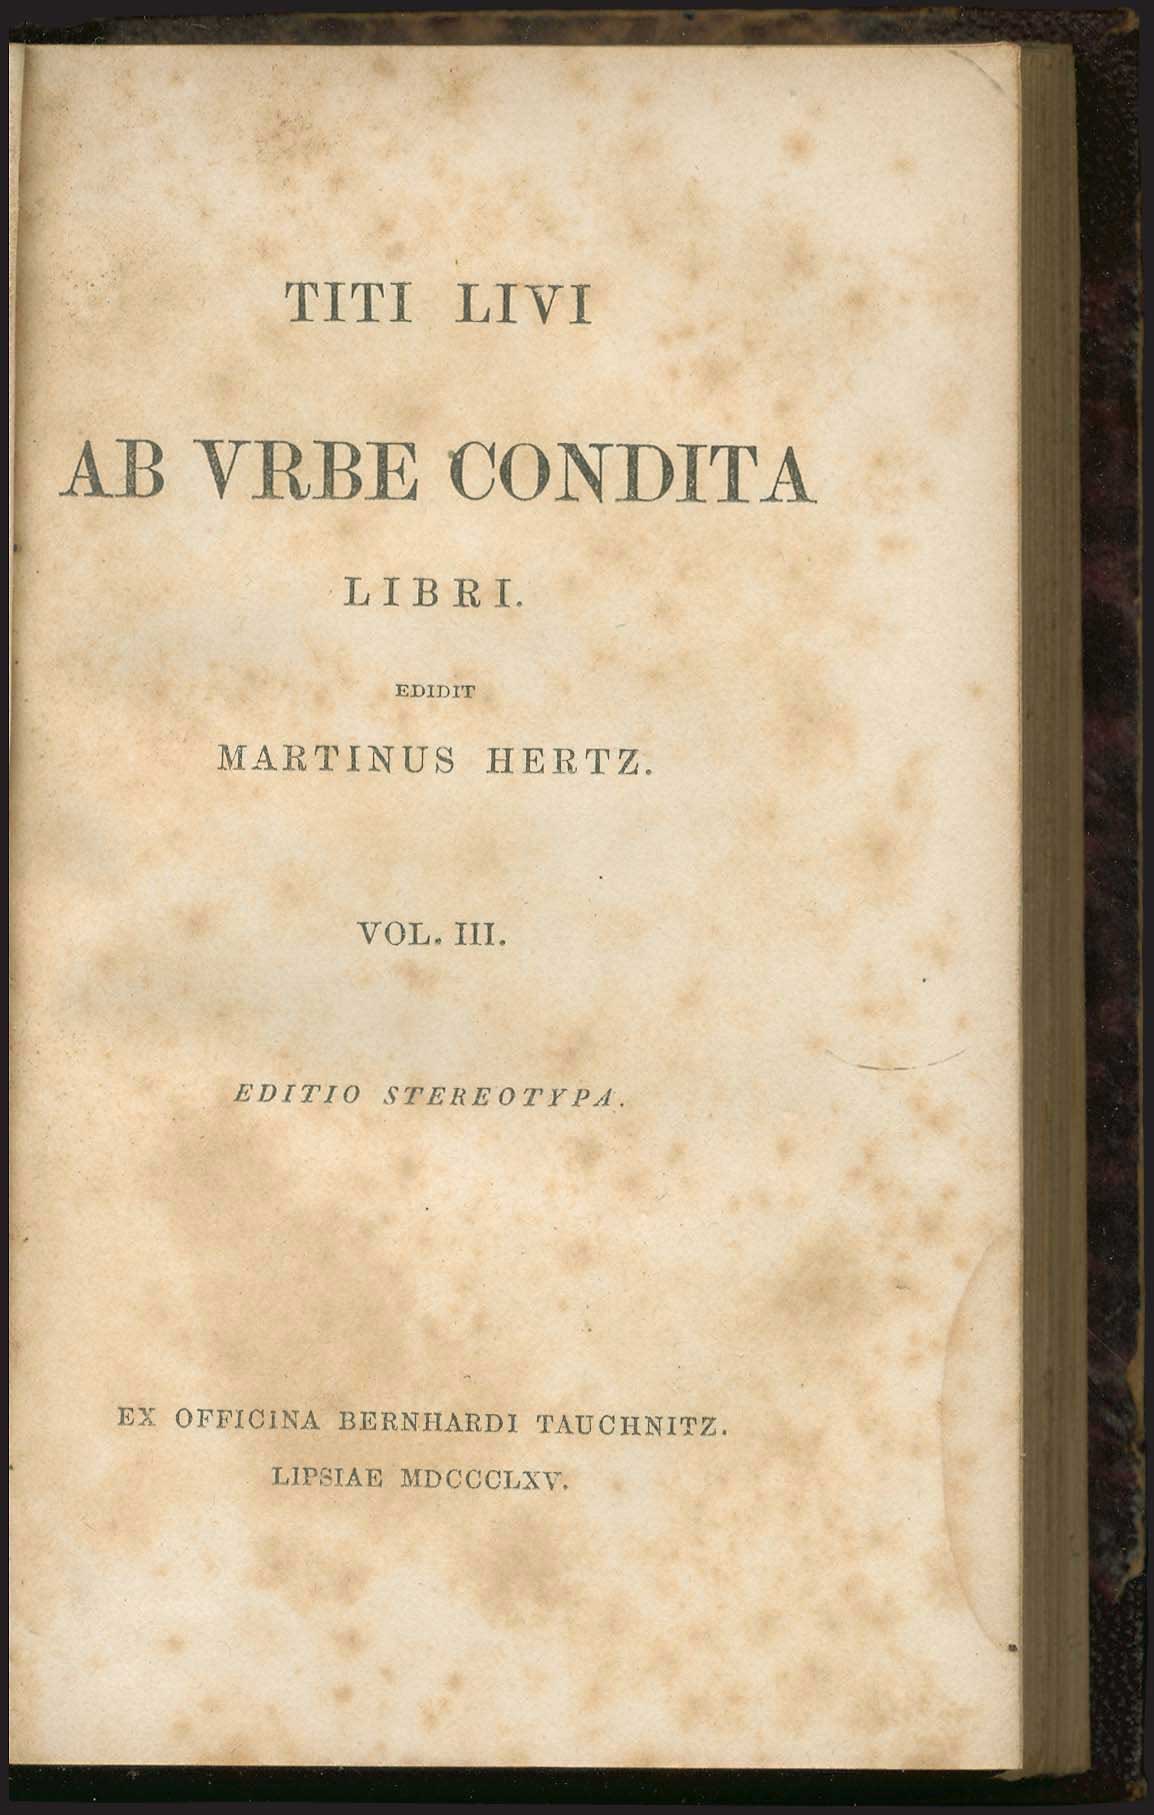 TITI LIVI
AB VRBE CONDITA
LIBRI.
EDIDIT
MARTINUS HERTZ.
VOL. III.
EDITIO STEREOTYPA.
EX OFFICINA BERNHARDI TAUCHNITZ.
LIPSIAE MDCCCLXV.